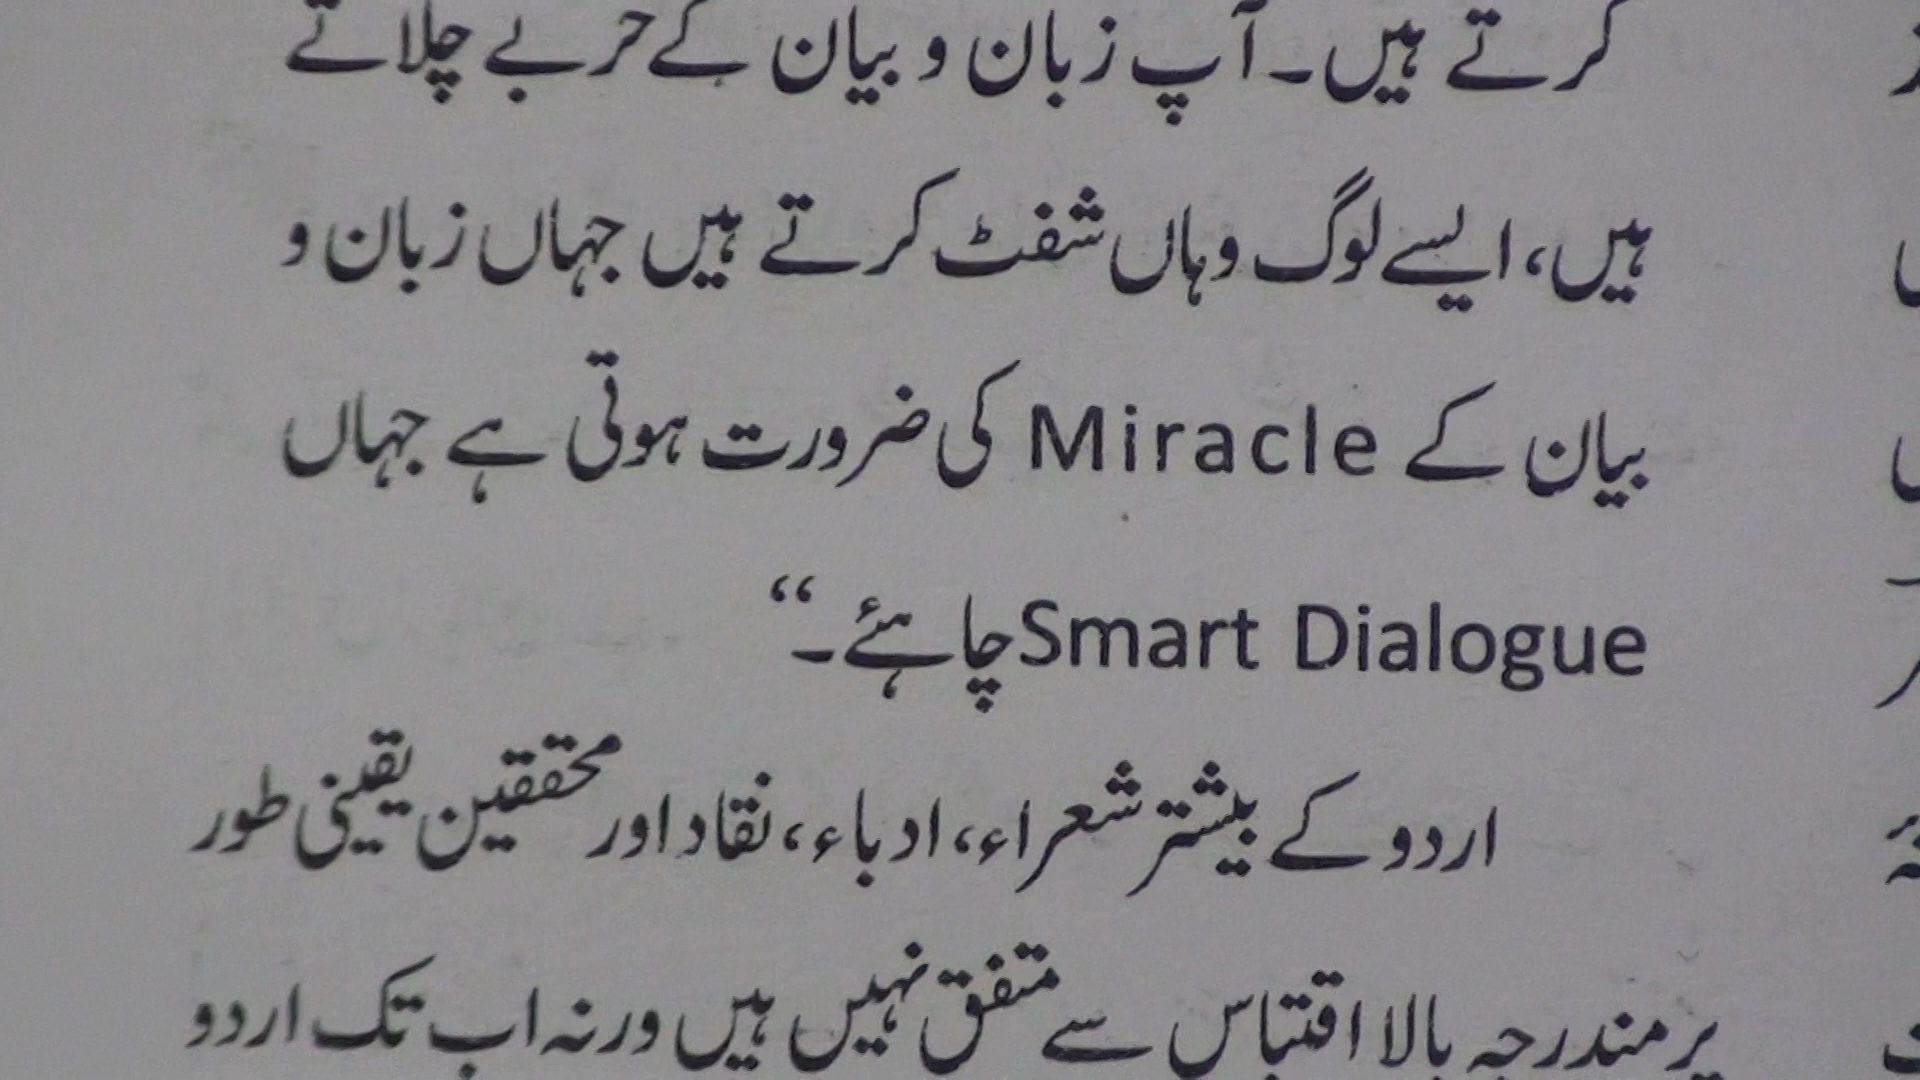 کرتے ہیں۔ آپ زبان و بیان کے حربے چلاتے
ہیں، ایسے لوگ وہاں شفٹ کرتے ہیں جہاں زبان و
بیان کے Miracle کی ضرورت ہوتی ہے جہاں
Smart Dialogue چاہئے۔“
اردو کے بیشتر شعراء، ادباء، نقاد اور محققین یقینی طور
پر مندرجہ بالا اقتباس سے متفق نہیں ہیں ورنہ اب تک اردو